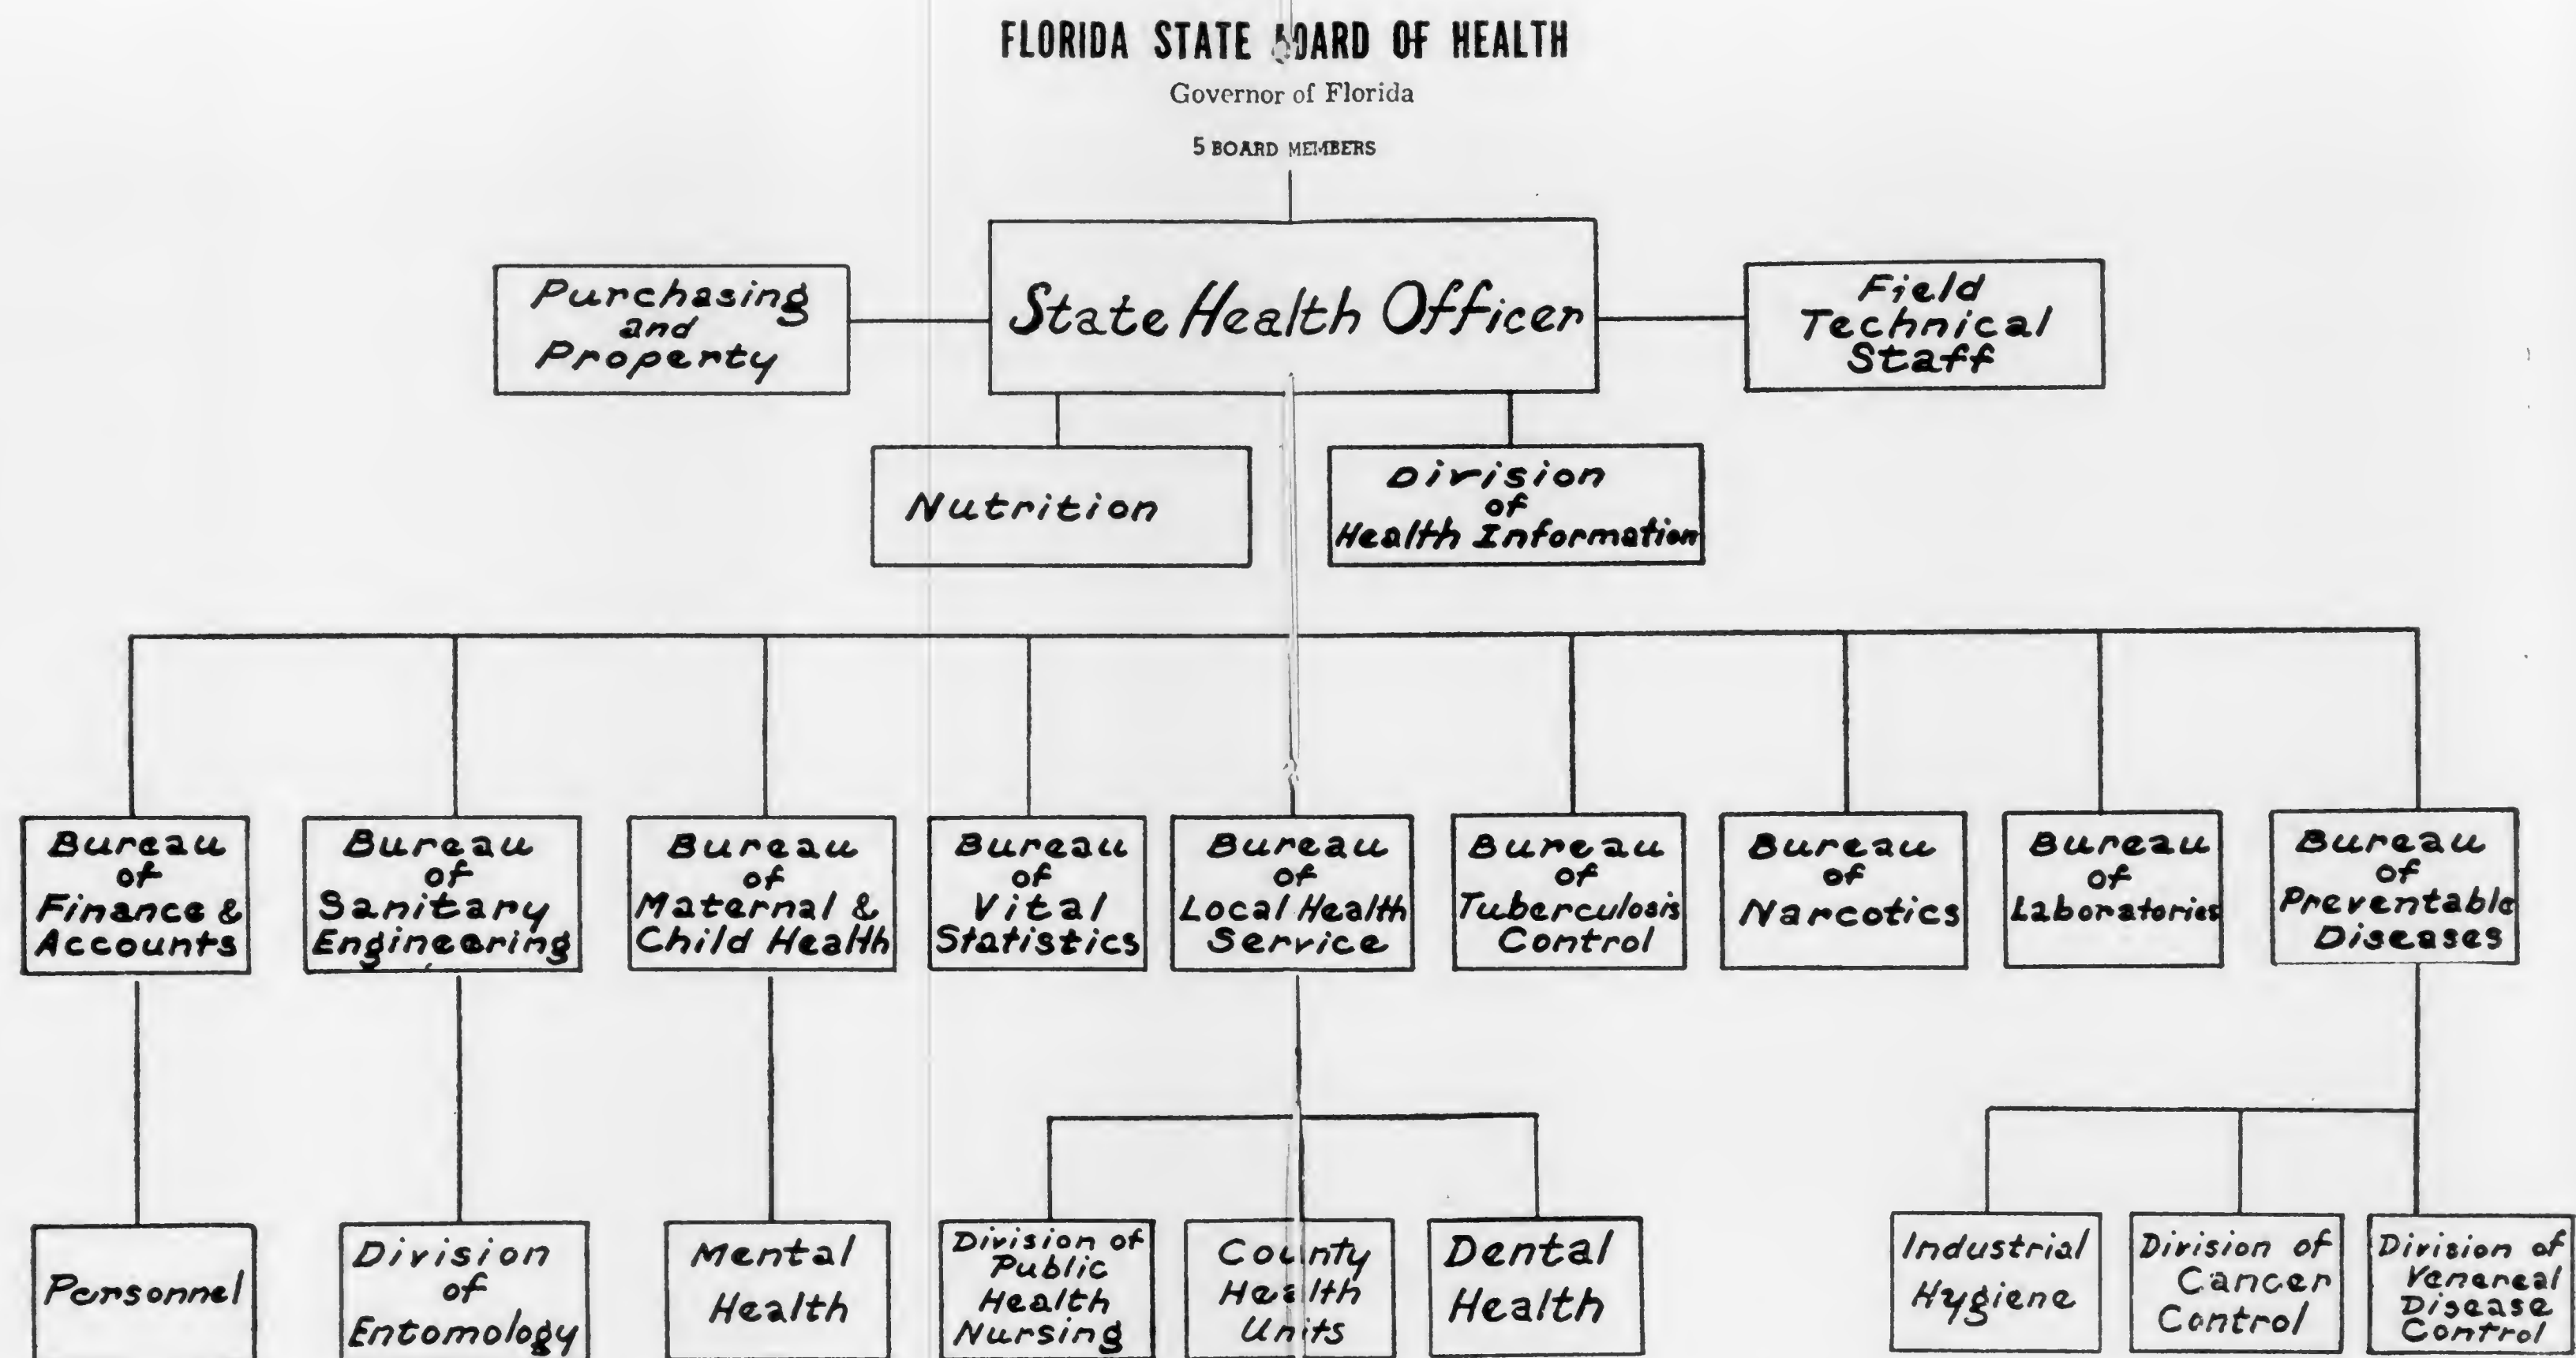 FLORIDA STATE BOARD OF HEALTH
Governor of Florida
5 BOARD MEMBERS
Purchasing
and
Property
State Health Officer
Field
Technical
Staff
Nutrition
Division
of
Health Information
Bureau
of
Finance &
Accounts
Bureau
of
Sanitary
Engineering
Bureau
of
Maternal &
Child Health
Bureau
of
Vital
Statistics
Bureau
of
Local Health
Service
Bureau
of
Tuberculosis
Control
Bureau
of
Narcotics
Bureau
of
Laboratories
Bureau
of
Preventable
Diseases
Personnel
Division
of
Entomology
Mental
Health
Division of
Public
Health
Nursing
County
Health
Units
Dental
Health
Industrial
Hygiene
Division of
Cancer
Control
Division of
Venereal
Disease
Control